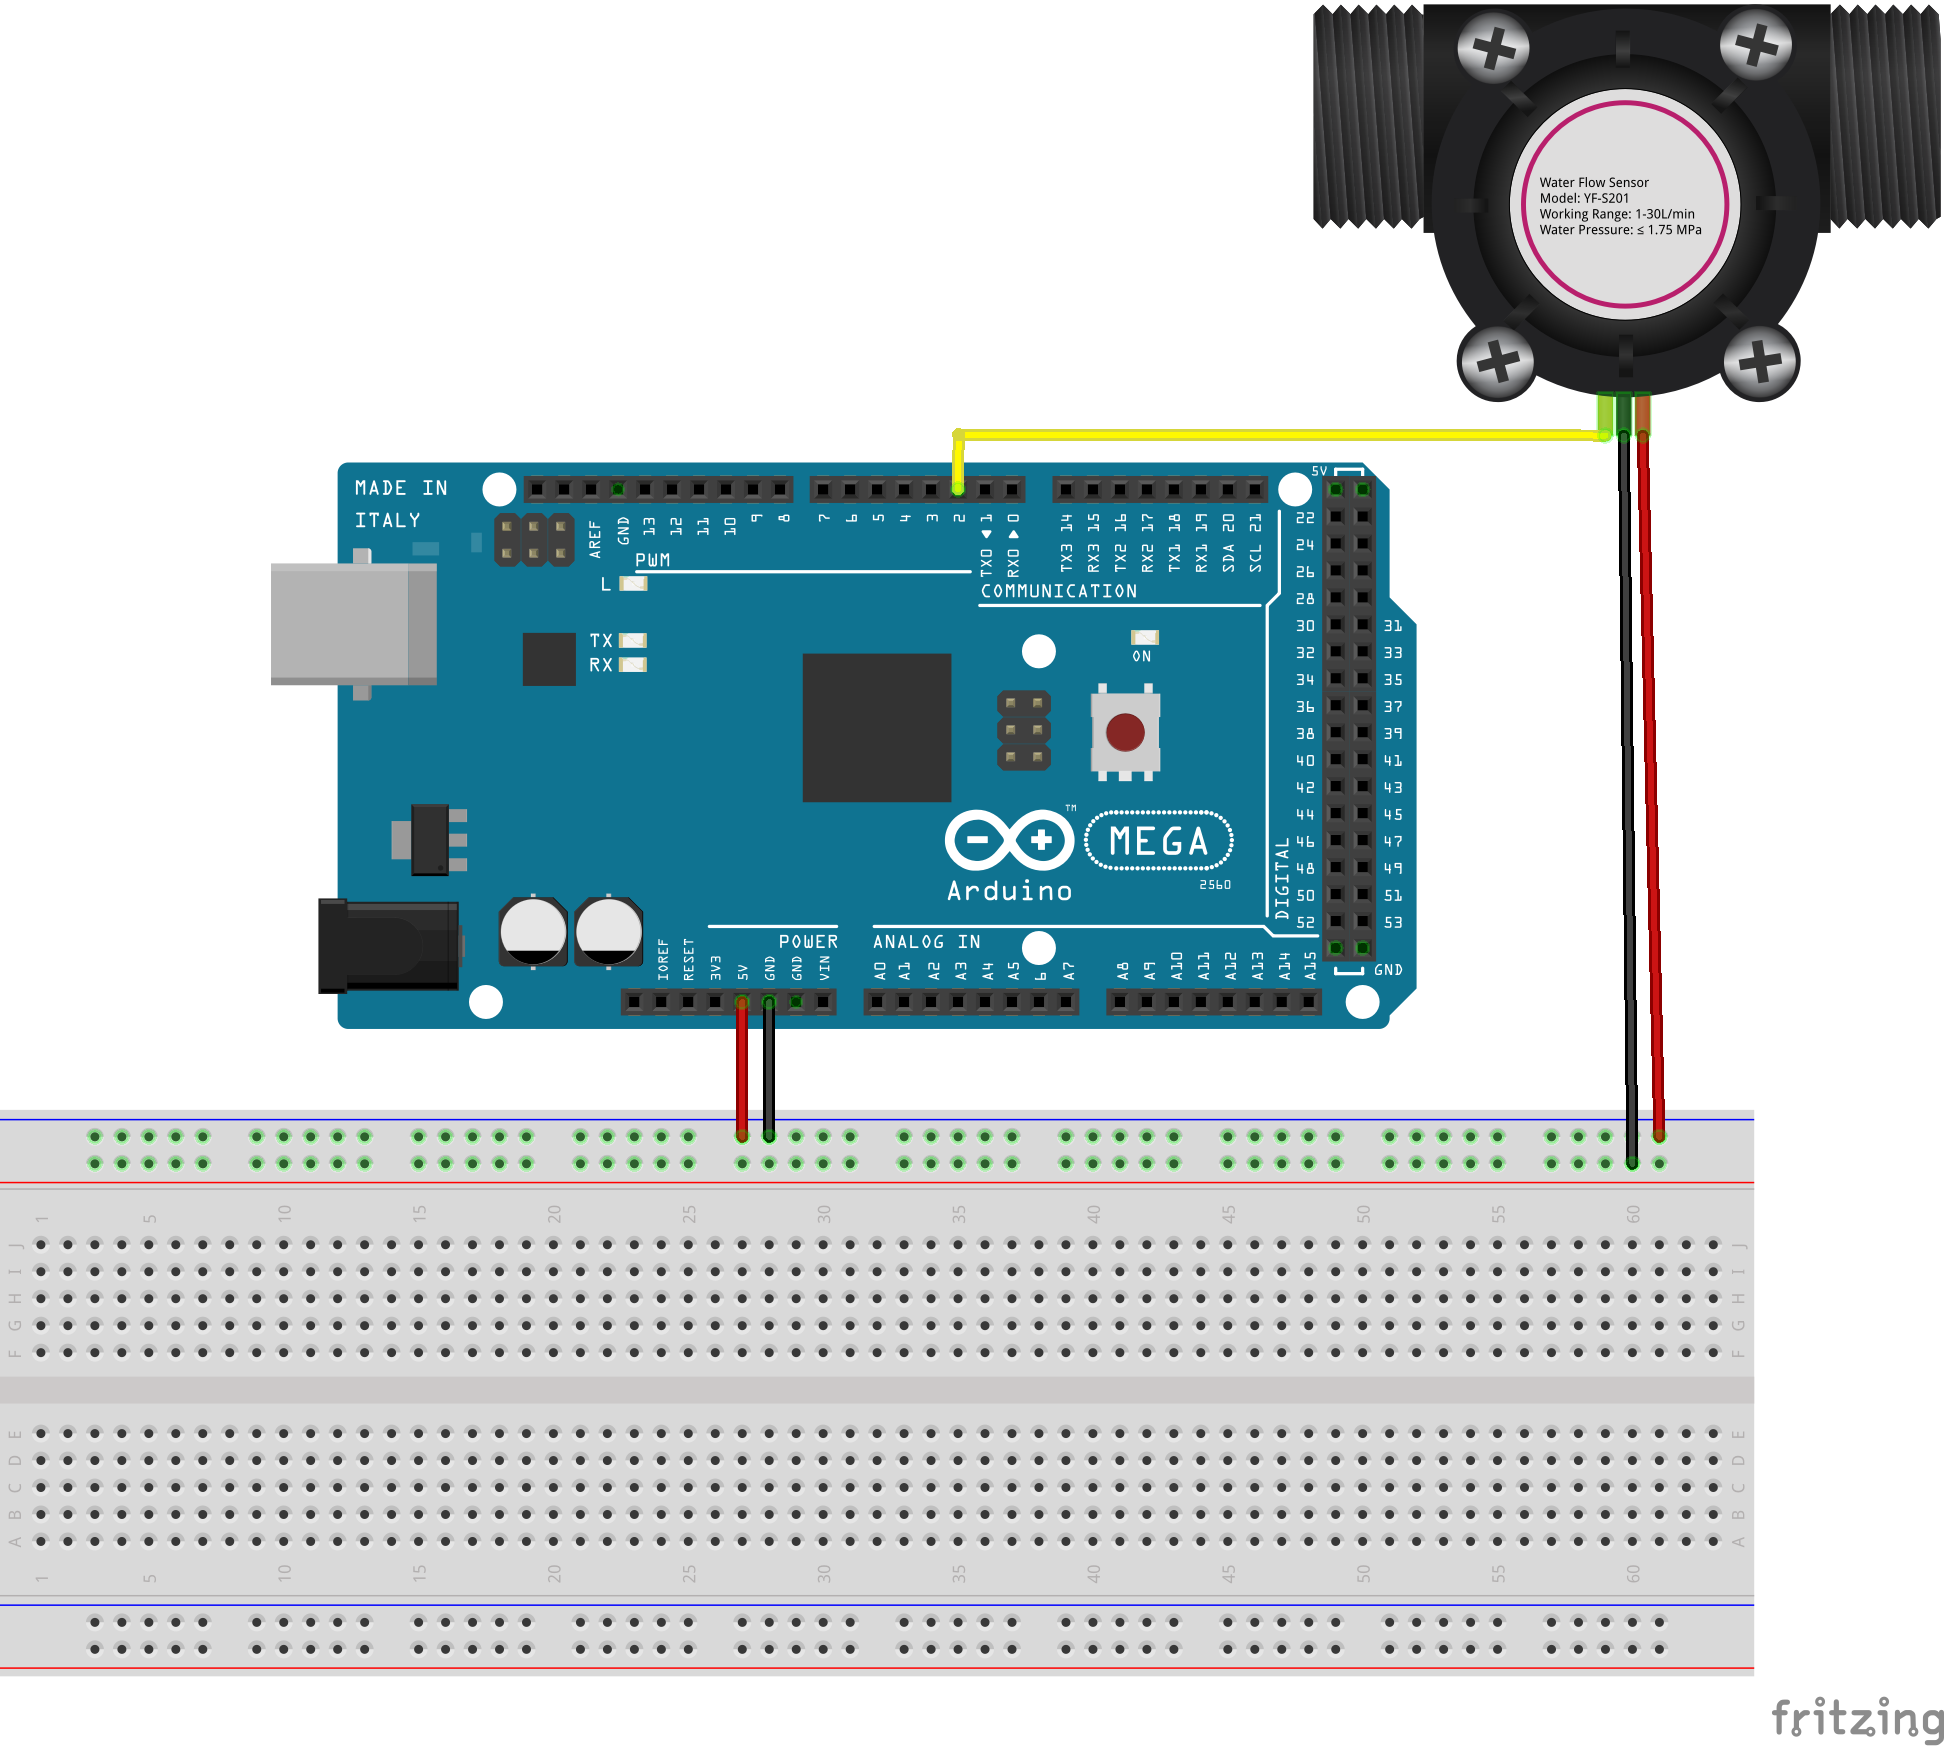 Water Flow Sensor
Model: YF-S201
Working Range: 1-30L/min
Water Pressure: ≤ 1.75 MPa
MADE IN
ITALY
AREF GND 13 12 11 10 9 8 7 6 5 4 3 2 TX0 1 RX0 0 TX3 14 RX3 15 TX2 16 RX2 17 TX1 18 RX1 19 SDA 20 SCL 21
5V
PWM
COMMUNICATION
L
TX
RX
ON
22
24
26
28
30 31
32 33
34 35
36 37
38 39
40 41
42 43
44 45
46 47
48 49
50 51
52 53
GND
DIGITAL
TM
MEGA
2560
Arduino
POWER ANALOG IN
IOREF RESET 3V3 5V GND GND VIN A0 A1 A2 A3 A4 A5 6 A7 A8 A9 A10 A11 A12 A13 A14 A15
1 5 10 15 20 25 30 35 40 45 50 55 60
J J
I I
H H
G G
F F
E E
D D
C C
B B
A A
1 5 10 15 20 25 30 35 40 45 50 55 60
fritzing